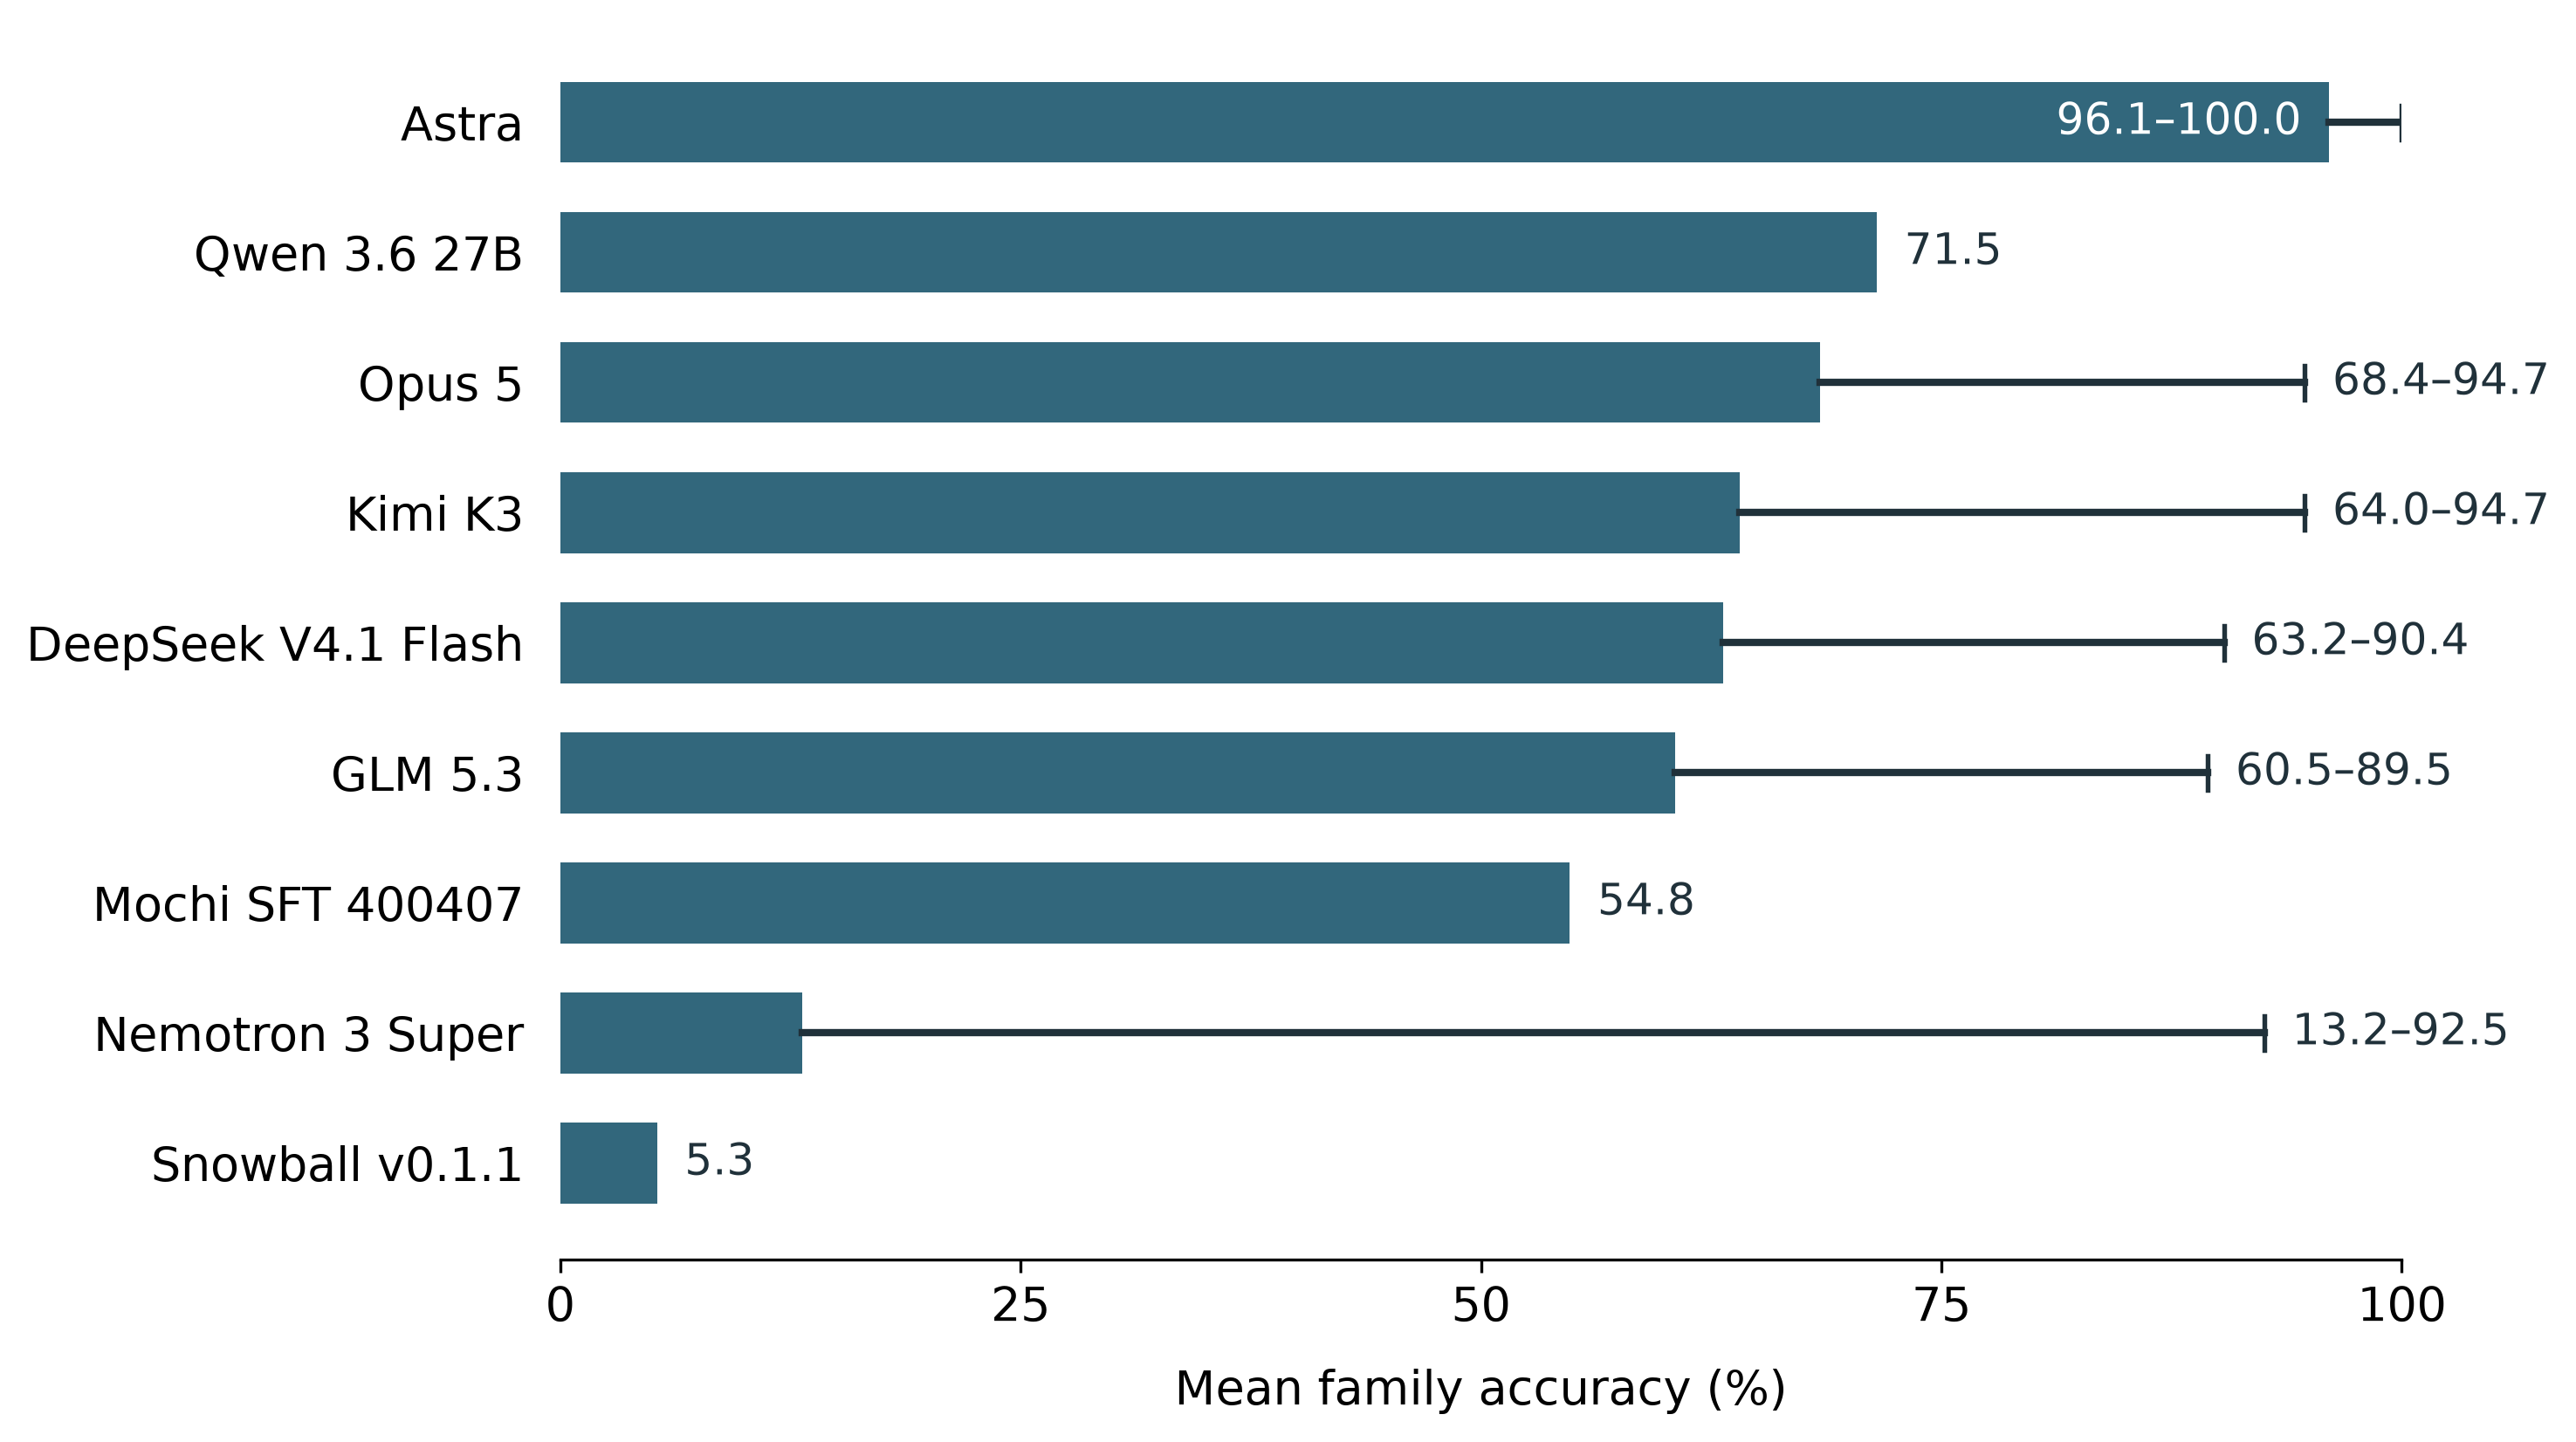 Astra 96.1–100.0
Qwen 3.6 27B 71.5
Opus 5 68.4–94.7
Kimi K3 64.0–94.7
DeepSeek V4.1 Flash 63.2–90.4
GLM 5.3 60.5–89.5
Mochi SFT 400407 54.8
Nemotron 3 Super 13.2–92.5
Snowball v0.1.1 5.3
0 25 50 75 100
Mean family accuracy (%)